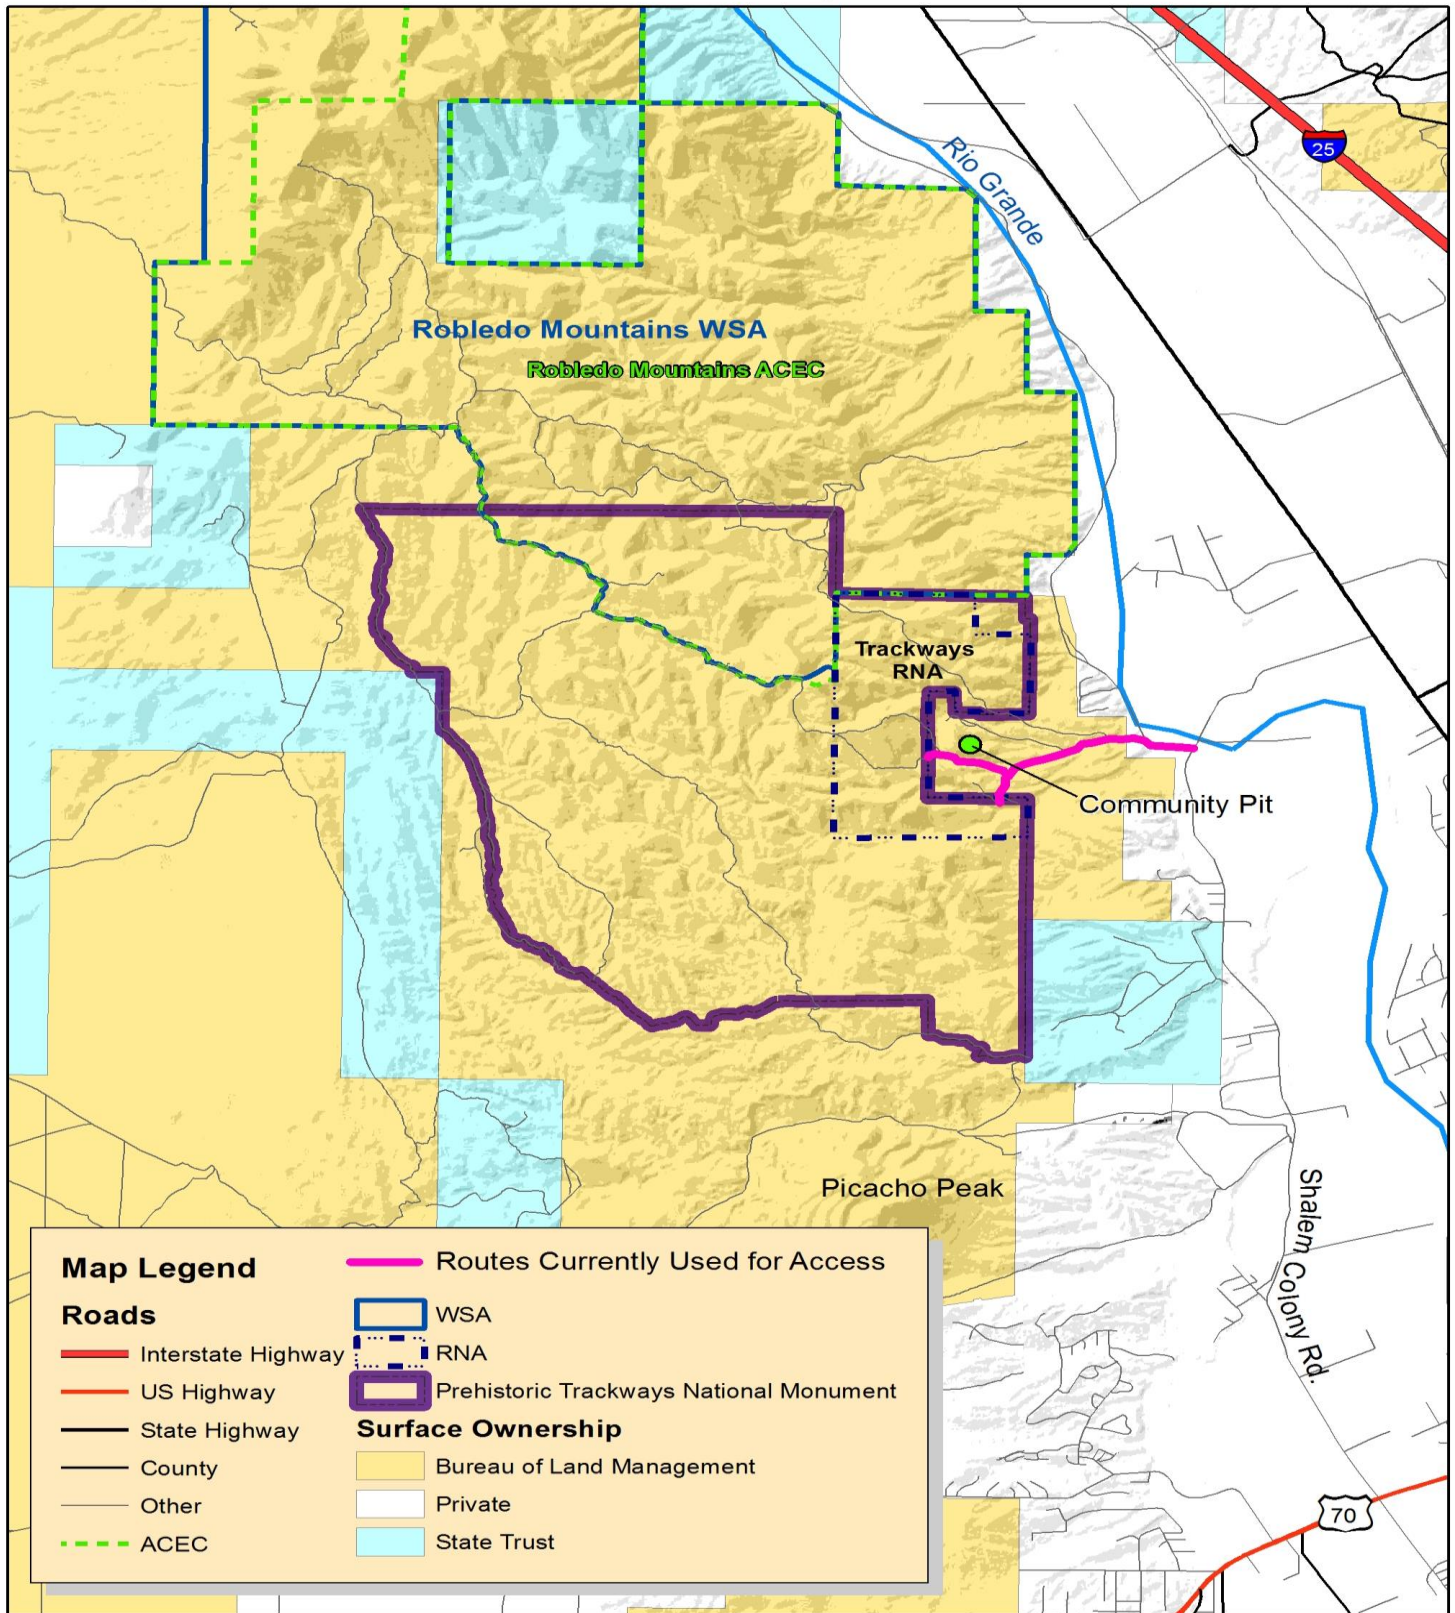 25
Rio Grande
Robledo Mountains WSA
Robledo Mountains ACEC
Trackways
RNA
Community Pit
Picacho Peak
Shalem Colony Rd.
70
Map Legend
Roads
Interstate Highway
US Highway
State Highway
County
Other
ACEC
Routes Currently Used for Access
WSA
RNA
Prehistoric Trackways National Monument
Surface Ownership
Bureau of Land Management
Private
State Trust